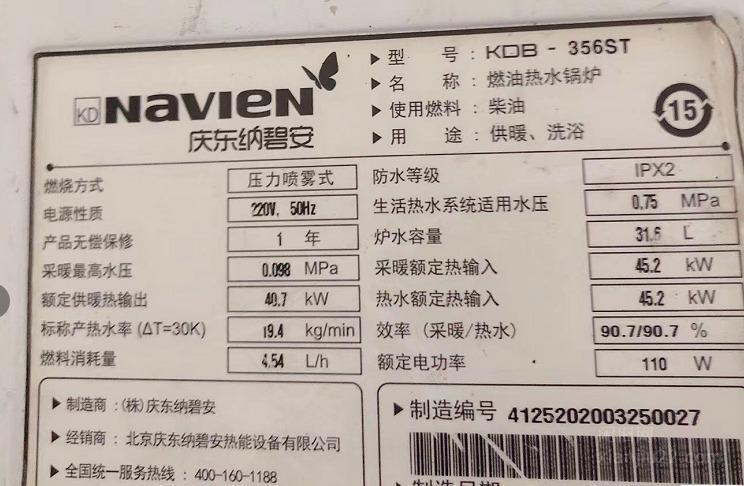 KD NAVIEN
庆东纳碧安
▶ 型 号 : KDB - 356ST
▶ 名 称 : 燃油热水锅炉
▶ 使用燃料 : 柴油
▶ 用 途 : 供暖、洗浴
15
燃烧方式 压力喷雾式
电源性质 220V, 50Hz
产品无偿保修 1 年
采暖最高水压 0.098 MPa
额定供暖热输出 40.7 kW
标称产热水率 (ΔT=30K) 19.4 kg/min
燃料消耗量 4.54 L/h
防水等级 IPX2
生活热水系统适用水压 0.75 MPa
炉水容量 31.6 L
采暖额定热输入 45.2 kW
热水额定热输入 45.2 kW
效率 (采暖/热水) 90.7/90.7 %
额定电功率 110 W
▶ 制造商 : (株) 庆东纳碧安
▶ 经销商 : 北京庆东纳碧安热能设备有限公司
▶ 全国统一服务热线 : 400-160-1188
▶ 制造编号 4125202003250027